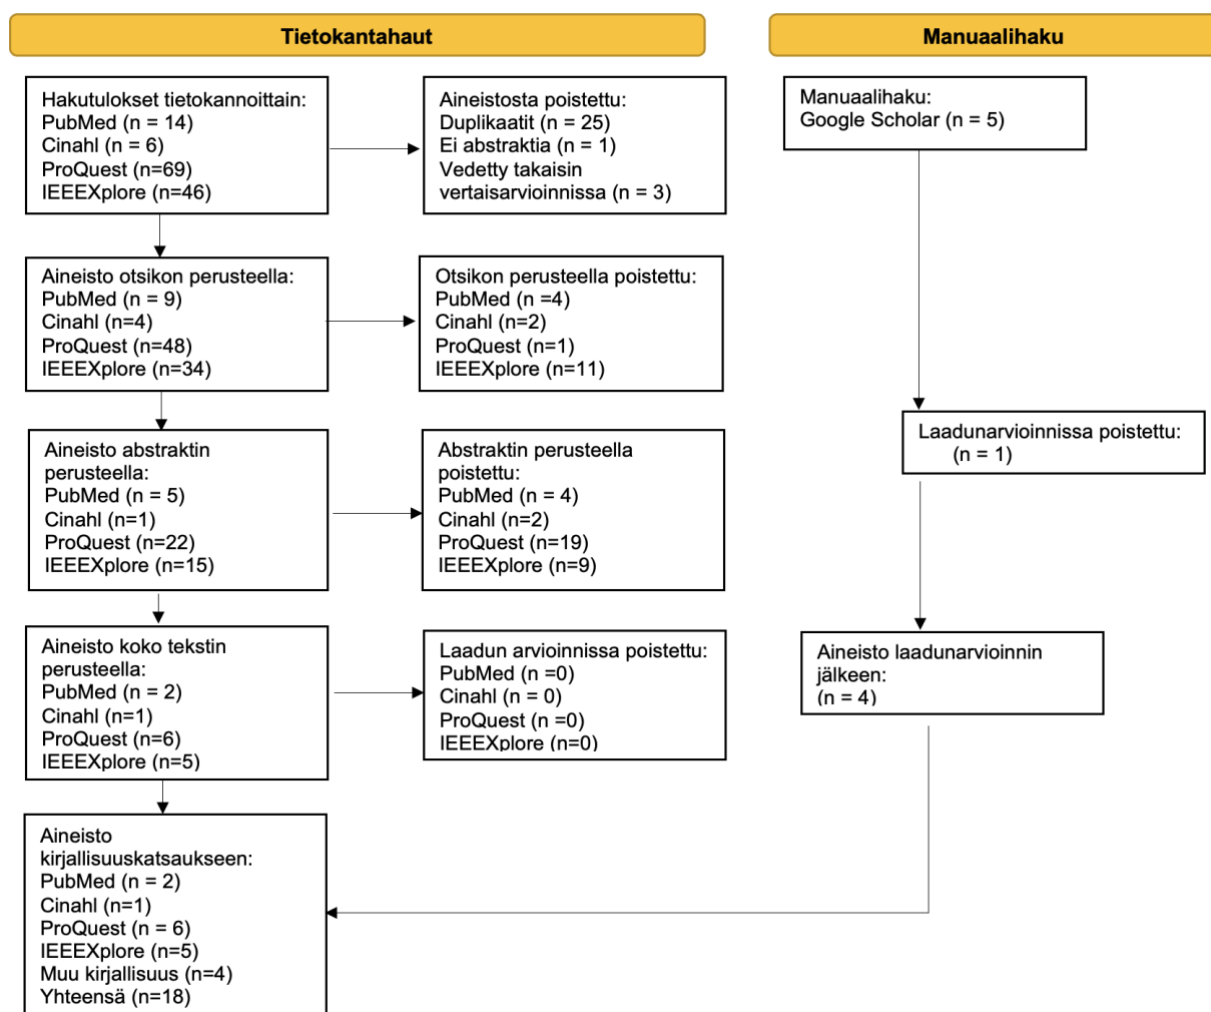 Tietokantahaut
Hakutulokset tietokannoittain:
PubMed (n = 14)
Cinahl (n = 6)
ProQuest (n=69)
IEEEXplore (n=46)
Aineistosta poistettu:
Duplikaatit (n = 25)
Ei abstraktia (n = 1)
Vedetty takaisin
vertaisarvioinnissa (n = 3)
Aineisto otsikon perusteella:
PubMed (n = 9)
Cinahl (n=4)
ProQuest (n=48)
IEEEXplore (n=34)
Otsikon perusteella poistettu:
PubMed (n =4)
Cinahl (n=2)
ProQuest (n=1)
IEEEXplore (n=11)
Aineisto abstraktin
perusteella:
PubMed (n = 5)
Cinahl (n=1)
ProQuest (n=22)
IEEEXplore (n=15)
Abstraktin perusteella
poistettu:
PubMed (n = 4)
Cinahl (n=2)
ProQuest (n=19)
IEEEXplore (n=9)
Aineisto koko tekstin
perusteella:
PubMed (n = 2)
Cinahl (n=1)
ProQuest (n=6)
IEEEXplore (n=5)
Laadun arvioinnissa poistettu:
PubMed (n =0)
Cinahl (n = 0)
ProQuest (n =0)
IEEEXplore (n=0)
Aineisto
kirjallisuuskatsaukseen:
PubMed (n = 2)
Cinahl (n=1)
ProQuest (n = 6)
IEEEXplore (n=5)
Muu kirjallisuus (n=4)
Yhteensä (n=18)
Manuaalihaku
Manuaalihaku:
Google Scholar (n = 5)
Laadunarvioinnissa poistettu:
(n = 1)
Aineisto laadunarvioinnin
jälkeen:
(n = 4)